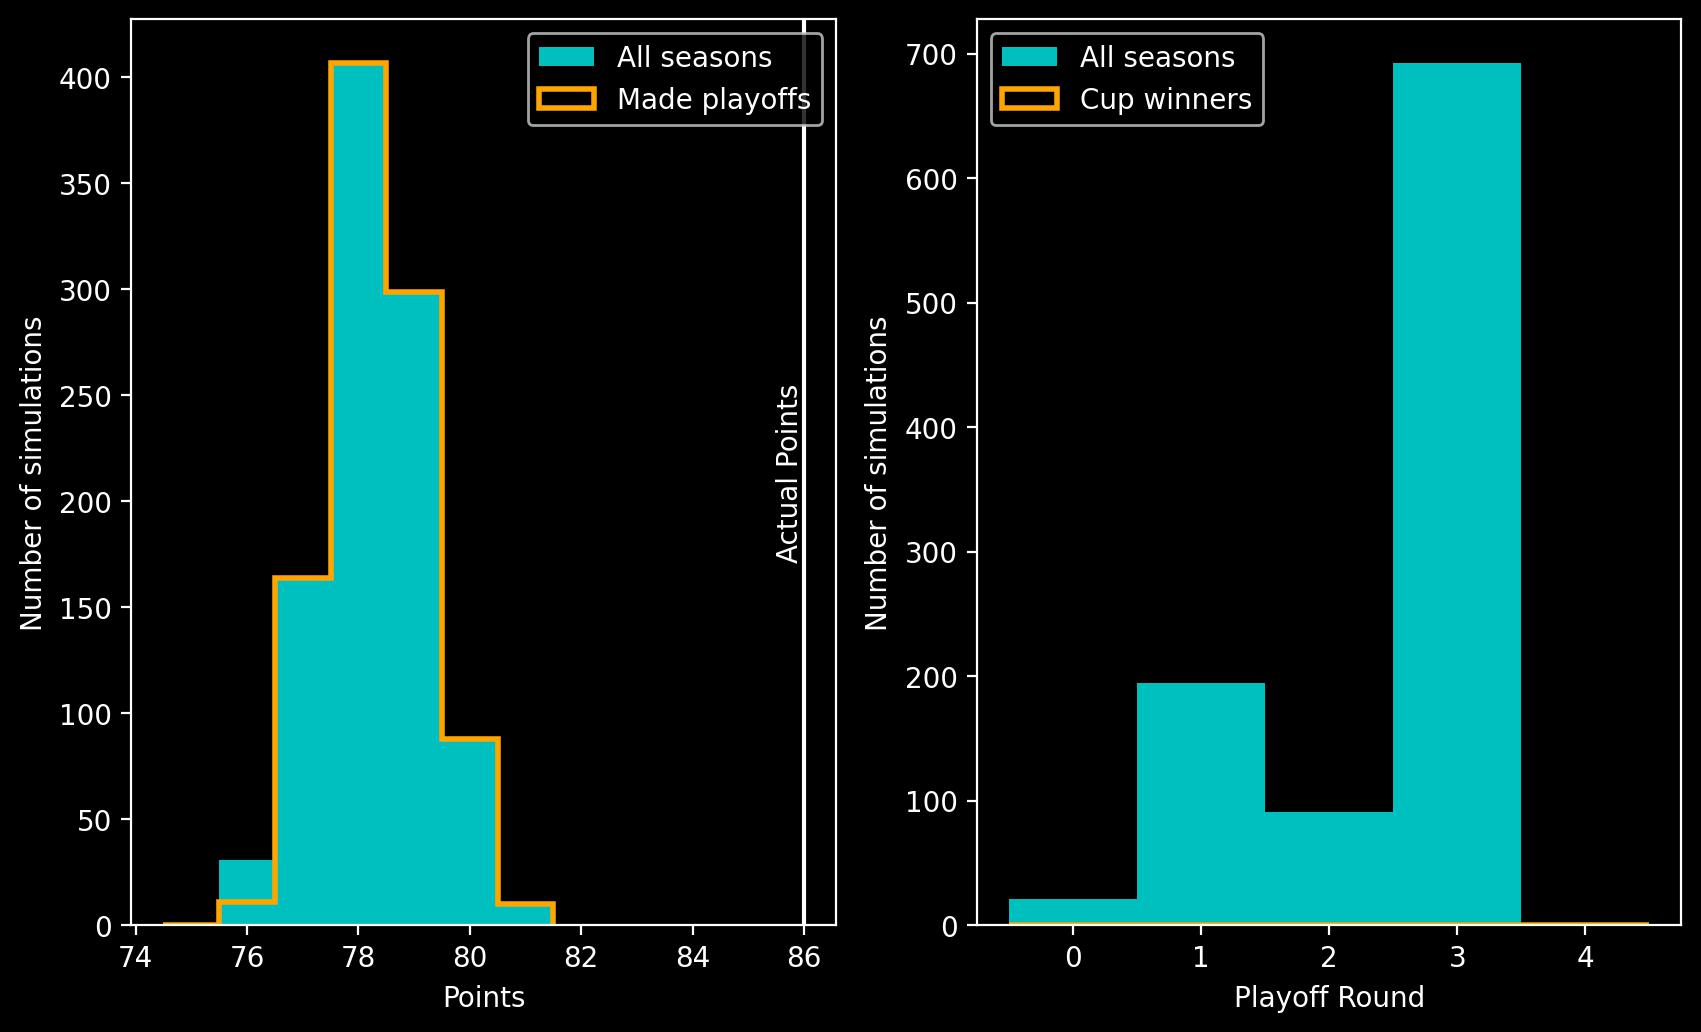 All seasons
Made playoffs
Number of simulations
400
350
300
250
200
150
100
50
0
Actual Points
74 76 78 80 82 84 86
Points
All seasons
Cup winners
Number of simulations
700
600
500
400
300
200
100
0
0 1 2 3 4
Playoff Round